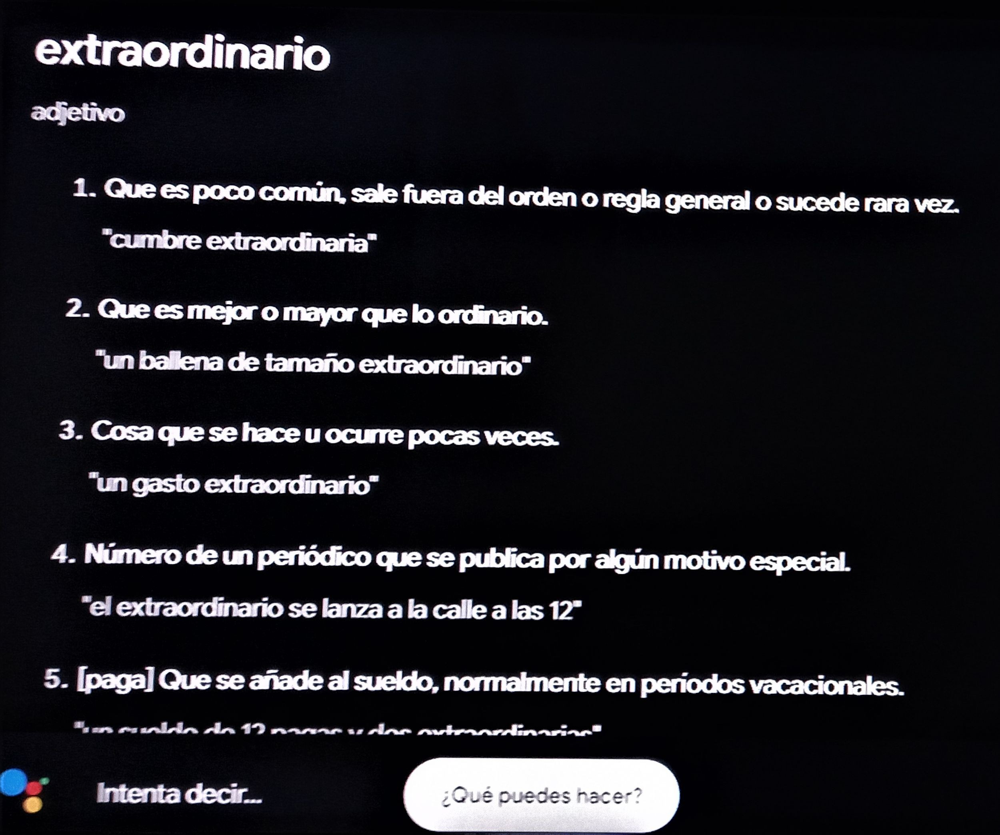 extraordinario
adjetivo
1. Que es poco común, sale fuera del orden o regla general o sucede rara vez.
"cumbre extraordinaria"
2. Que es mejor o mayor que lo ordinario.
"un ballena de tamaño extraordinario"
3. Cosa que se hace u ocurre pocas veces.
"un gasto extraordinario"
4. Número de un periódico que se publica por algún motivo especial.
"el extraordinario se lanza a la calle a las 12"
5. [paga] Que se añade al sueldo, normalmente en períodos vacacionales.
"un sueldo de 12 pagas y dos extraordinarias"
Intenta decir...
¿Qué puedes hacer?